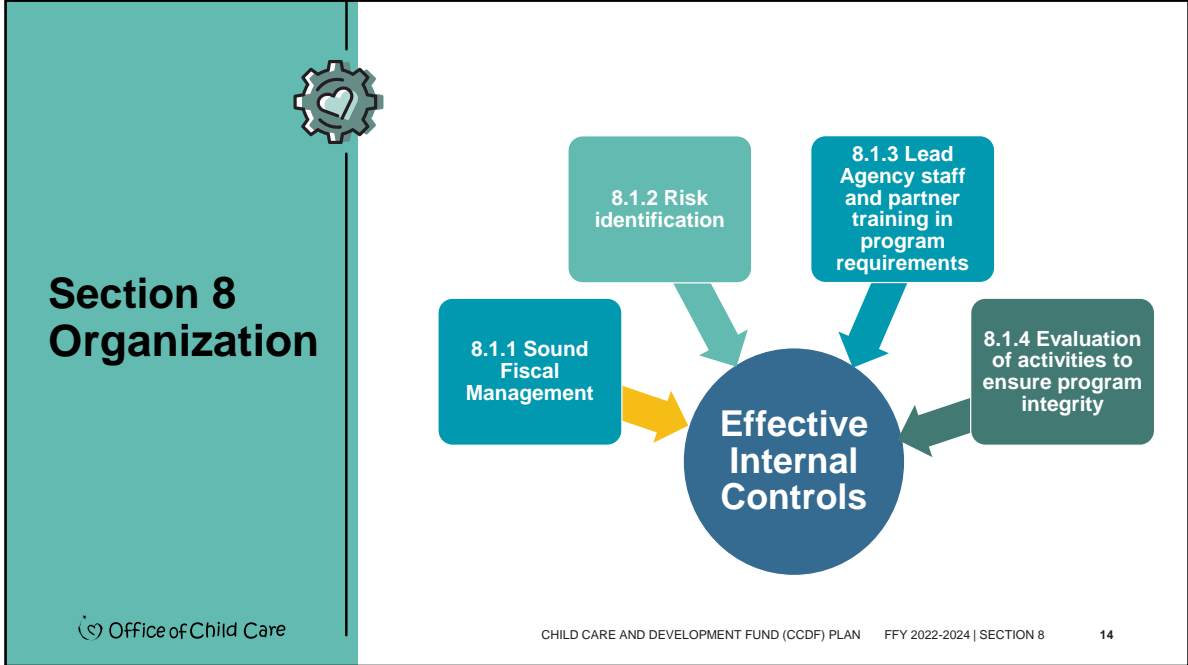 Section 8
Organization
8.1.1 Sound
Fiscal
Management
8.1.2 Risk
identification
8.1.3 Lead
Agency staff
and partner
training in
program
requirements
8.1.4 Evaluation
of activities to
ensure program
integrity
Effective
Internal
Controls
Office of Child Care
CHILD CARE AND DEVELOPMENT FUND (CCDF) PLAN FFY 2022-2024 | SECTION 8 14